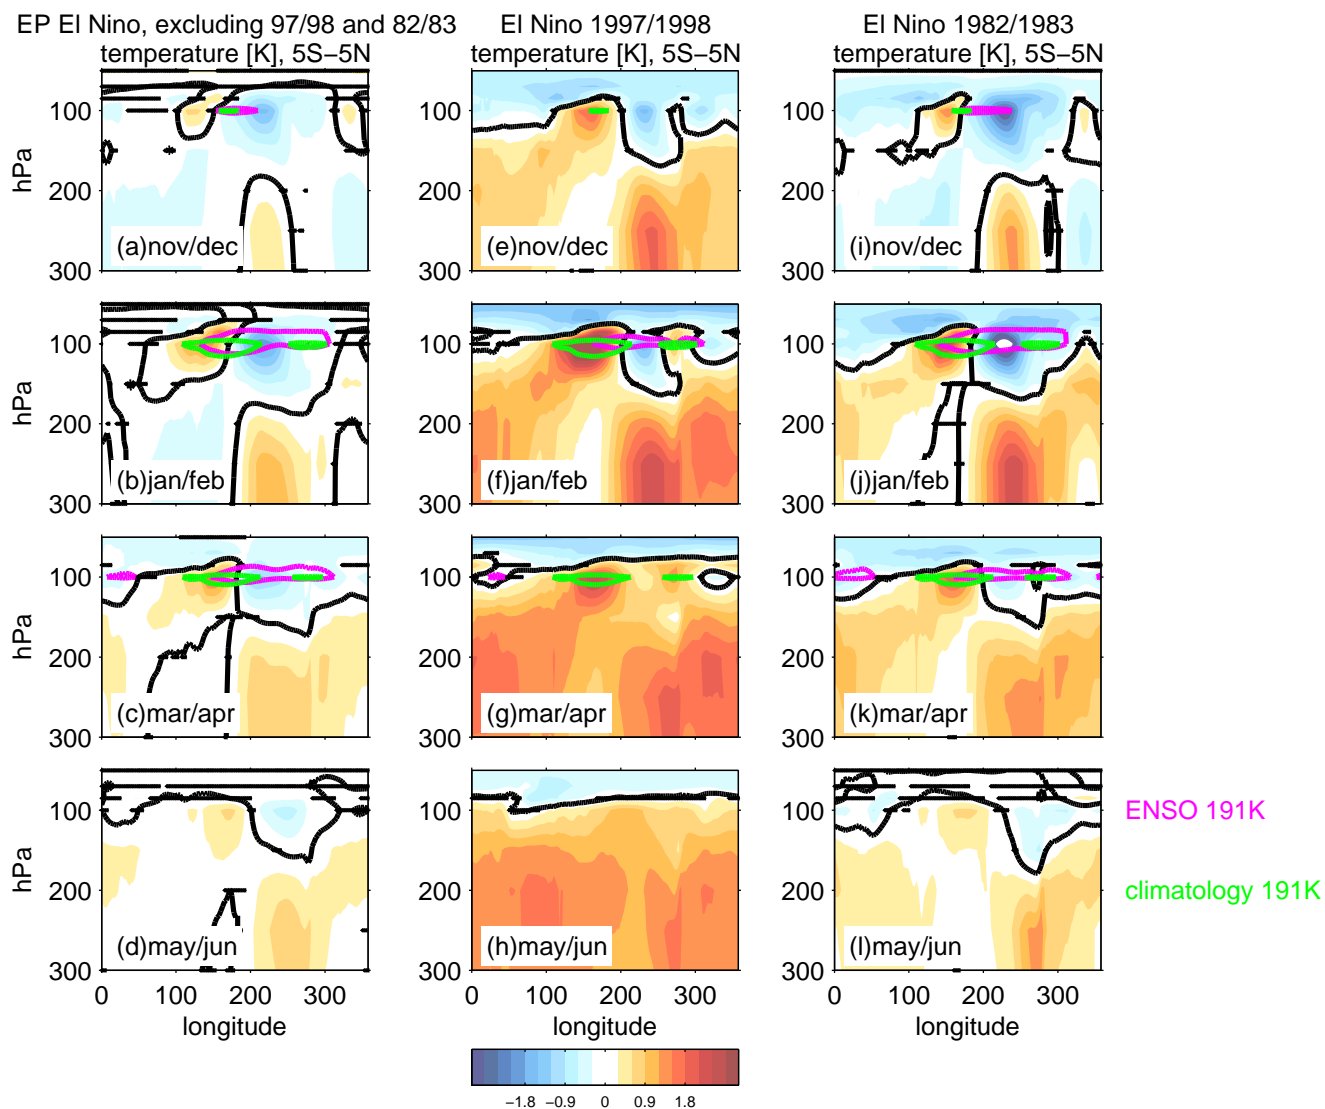 EP El Nino, excluding 97/98 and 82/83
temperature [K], 5S−5N
El Nino 1997/1998
temperature [K], 5S−5N
El Nino 1982/1983
temperature [K], 5S−5N
hPa
100
200
300
(a)nov/dec
100
200
300
(e)nov/dec
100
200
300
(i)nov/dec
hPa
100
200
300
(b)jan/feb
100
200
300
(f)jan/feb
100
200
300
(j)jan/feb
hPa
100
200
300
(c)mar/apr
100
200
300
(g)mar/apr
100
200
300
(k)mar/apr
hPa
100
200
300
(d)may/jun
0 100 200 300
longitude
100
200
300
(h)may/jun
0 100 200 300
longitude
100
200
300
(l)may/jun
0 100 200 300
longitude
ENSO 191K
climatology 191K
−1.8 −0.9 0 0.9 1.8